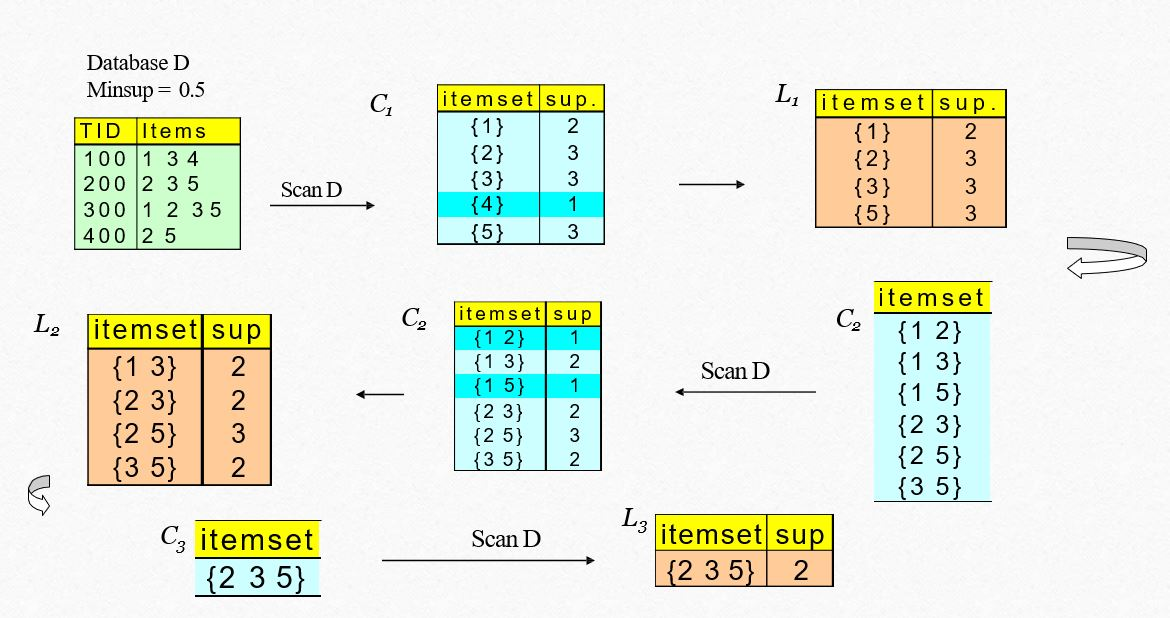 Database D
Minsup = 0.5
TID Items
100 1 3 4
200 2 3 5
300 1 2 3 5
400 2 5
Scan D
C1
itemset sup.
{1} 2
{2} 3
{3} 3
{4} 1
{5} 3
L1
itemset sup.
{1} 2
{2} 3
{3} 3
{5} 3
C2
itemset
{1 2}
{1 3}
{1 5}
{2 3}
{2 5}
{3 5}
Scan D
C2
itemset sup
{1 2} 1
{1 3} 2
{1 5} 1
{2 3} 2
{2 5} 3
{3 5} 2
L2
itemset sup
{1 3} 2
{2 3} 2
{2 5} 3
{3 5} 2
C3
itemset
{2 3 5}
Scan D
L3
itemset sup
{2 3 5} 2